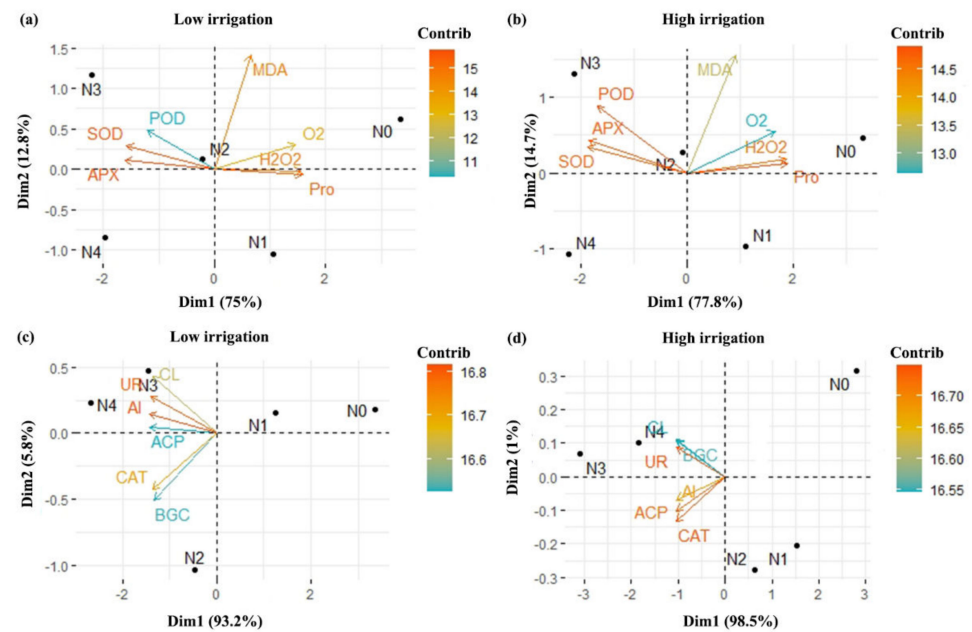 (a)
Low irrigation
Contrib
1.5
1.0
0.5
0.0
-0.5
-1.0
Dim2 (12.8%)
N3
MDA
POD
SOD
N2
O2
N0
H2O2
APX
Pro
N4
N1
-2
0
2
Dim1 (75%)
15
14
13
12
11
(b)
High irrigation
Contrib
1
0
-1
Dim2 (14.7%)
N3
MDA
POD
O2
APX
H2O2
N0
SOD
N2
Pro
N1
N4
-2
0
2
Dim1 (77.8%)
14.5
14.0
13.5
13.0
(c)
Low irrigation
Contrib
0.5
0.0
-0.5
-1.0
Dim2 (5.8%)
UR
N3
CL
N4
AI
N1
N0
ACP
CAT
BGC
N2
-2
0
2
Dim1 (93.2%)
16.8
16.7
16.6
(d)
High irrigation
Contrib
0.3
0.2
0.1
0.0
-0.1
-0.2
-0.3
Dim2 (1%)
N0
N4
CL
N3
UR
BGC
AI
ACP
CAT
N2
N1
-3
-2
-1
0
1
2
3
Dim1 (98.5%)
16.70
16.65
16.60
16.55